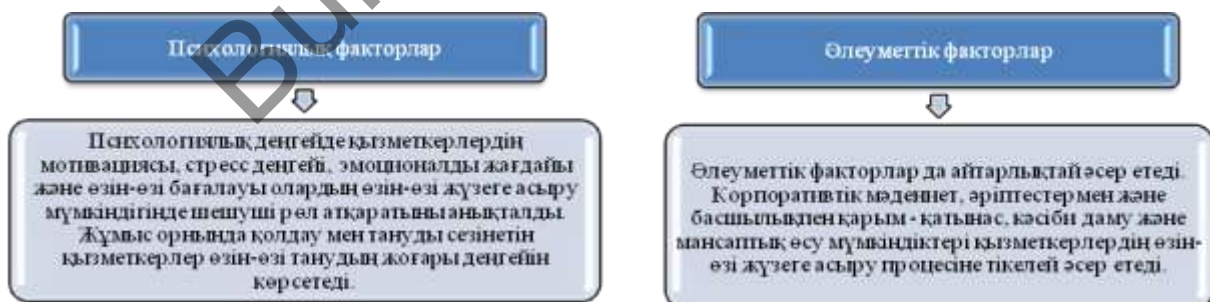 Психологиялық факторлар
Психологиялық деңгейде қызметкерлердің
мотивациясы, стресс деңгейі, эмоционалды жағдайы
және өзін-өзі бағалауы олардың өзін-өзі жүзеге асыру
мүмкіндігінде шешуші рөл атқаратыны анықталды.
Жұмыс орнында қолдау мен тануды сезінетін
қызметкерлер өзін-өзі танудың жоғары деңгейін
көрсетеді.
Әлеуметтік факторлар
Әлеуметтік факторлар да айтарлықтай әсер етеді.
Корпоративтік мәдениет, әріптестермен және
басшылықпен қарым - қатынас, кәсіби даму және
мансаптық өсу мүмкіндіктері қызметкерлердің өзін-
өзі жүзеге асыру процесіне тікелей әсер етеді.